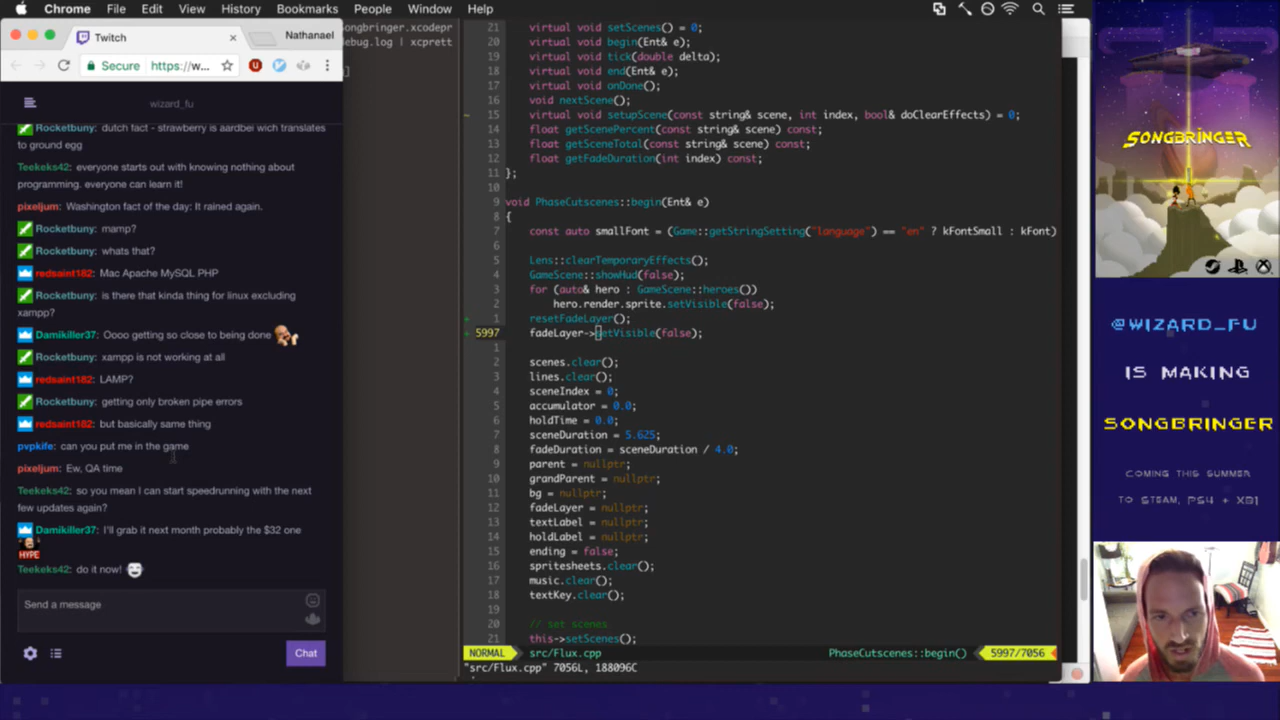 Chrome File Edit View History Bookmarks People Window Help
Twitch
Nathanael
Secure https://w...
wizard_fu
Rocketbuny: dutch fact - strawberry is aardbei wich translates
to ground egg
Teekeks42: everyone starts out with knowing nothing about
programming. everyone can learn it!
pixeljum: Washington fact of the day: It rained again.
Rocketbuny: mamp?
Rocketbuny: whats that?
redsaint182: Mac Apache MySQL PHP
Rocketbuny: is there that kinda thing for linux excluding
xampp?
Damikiller37: Oooo getting so close to being done
Rocketbuny: xampp is not working at all
redsaint182: LAMP?
Rocketbuny: getting only broken pipe errors
redsaint182: but basically same thing
pvpkife: can you put me in the game
pixeljum: Ew, QA time
Teekeks42: so you mean I can start speedrunning with the next
few updates again?
Damikiller37: I'll grab it next month probably the $32 one
HYPE
Teekeks42: do it now!
Send a message
Chat
ongbringer.xcodepr
ebug.log | xcprett
21 virtual void setScenes() = 0;
20 virtual void begin(Ent& e);
19 virtual void tick(double delta);
18 virtual void end(Ent& e);
17 virtual void onDone();
16 void nextScene();
15 virtual void setupScene(const string& scene, int index, bool& doClearEffects) = 0;
14 float getScenePercent(const string& scene) const;
13 float getSceneTotal(const string& scene) const;
12 float getFadeDuration(int index) const;
11 };
10
9 void PhaseCutscenes::begin(Ent& e)
8 {
7 const auto smallFont = (Game::getStringSetting("language") == "en" ? kFontSmall : kFont)
6
5 Lens::clearTemporaryEffects();
4 GameScene::showHud(false);
3 for (auto& hero : GameScene::heroes())
2 hero.render.sprite.setVisible(false);
1 resetFadeLayer();
5997 fadeLayer->setVisible(false);
1
2 scenes.clear();
3 lines.clear();
4 sceneIndex = 0;
5 accumulator = 0.0;
6 holdTime = 0.0;
7 sceneDuration = 5.625;
8 fadeDuration = sceneDuration / 4.0;
9 parent = nullptr;
10 grandParent = nullptr;
11 bg = nullptr;
12 fadeLayer = nullptr;
13 textLabel = nullptr;
14 holdLabel = nullptr;
15 ending = false;
16 spritesheets.clear();
17 music.clear();
18 textKey.clear();
19
20 // set scenes
21 this->setScenes();
NORMAL src/Flux.cpp PhaseCutscenes::begin() 5997/7056
"src/Flux.cpp" 7056L, 188096C
SONGBRINGER
@WIZARD_FU
IS MAKING
SONGBRINGER
COMING THIS SUMMER
TO STEAM, PS4 + XB1